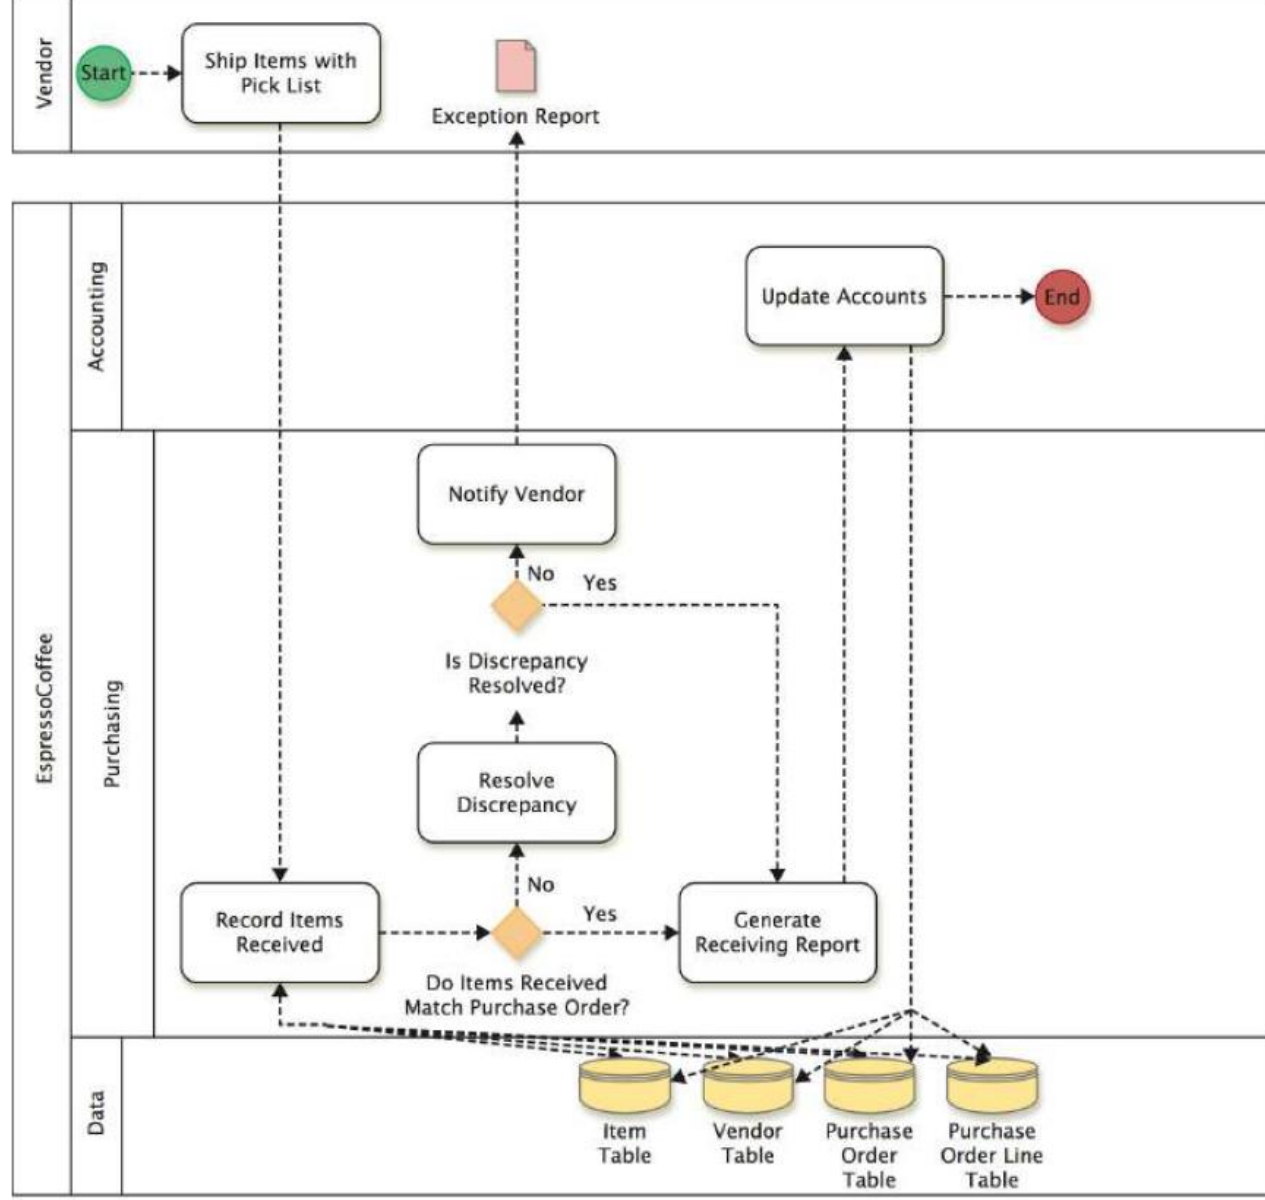 Vendor
Start
Ship Items with
Pick List
Exception Report
EspressoCoffee
Accounting
Update Accounts
End
Purchasing
Notify Vendor
No
Yes
Is Discrepancy
Resolved?
Resolve
Discrepancy
No
Record Items
Received
Yes
Generate
Receiving Report
Do Items Received
Match Purchase Order?
Data
Item
Table
Vendor
Table
Purchase
Order
Table
Purchase
Order Line
Table